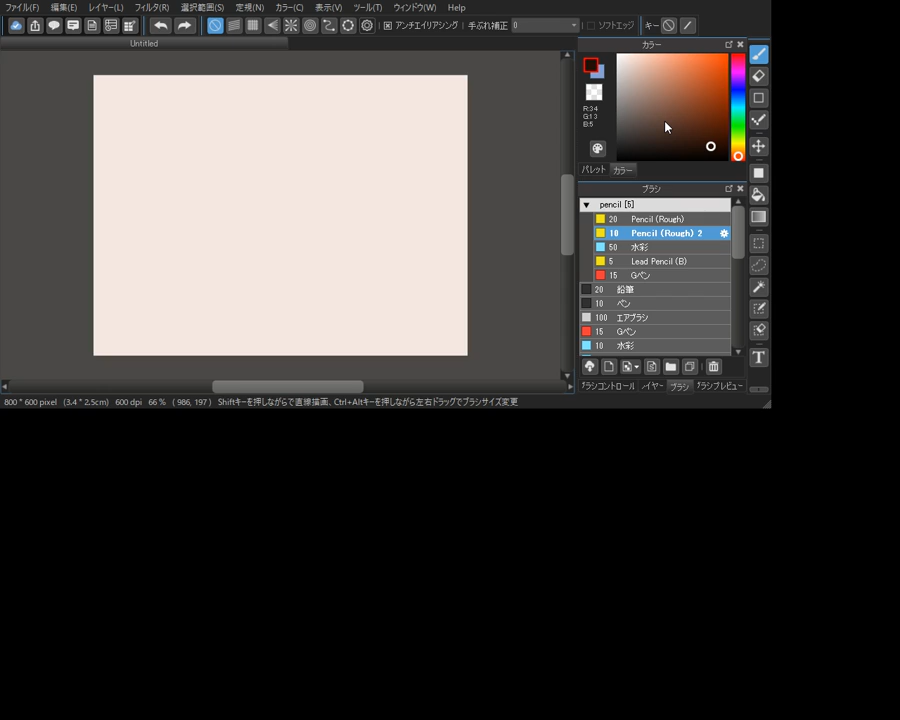 ファイル(F) 編集(E) レイヤー(L) フィルタ(R) 選択範囲(S) 定規(N) カラー(C) 表示(V) ツール(T) ウィンドウ(W) Help
アンチエイリアシング 手ぶれ補正 0 ソフトエッジ キー
Untitled
カラー
R:34
G:13
B:5
パレット カラー
ブラシ
pencil [5]
20 Pencil (Rough)
10 Pencil (Rough) 2
50 水彩
5 Lead Pencil (B)
15 Gペン
20 鉛筆
10 ペン
100 エアブラシ
15 Gペン
10 水彩
ブラシコントロール レイヤー ブラシ ブラシプレビュー
800 * 600 pixel (3.4 * 2.5cm) 600 dpi 66 % ( 986, 197 ) Shiftキーを押しながらで直線描画、Ctrl+Altキーを押しながら左右ドラッグでブラシサイズ変更